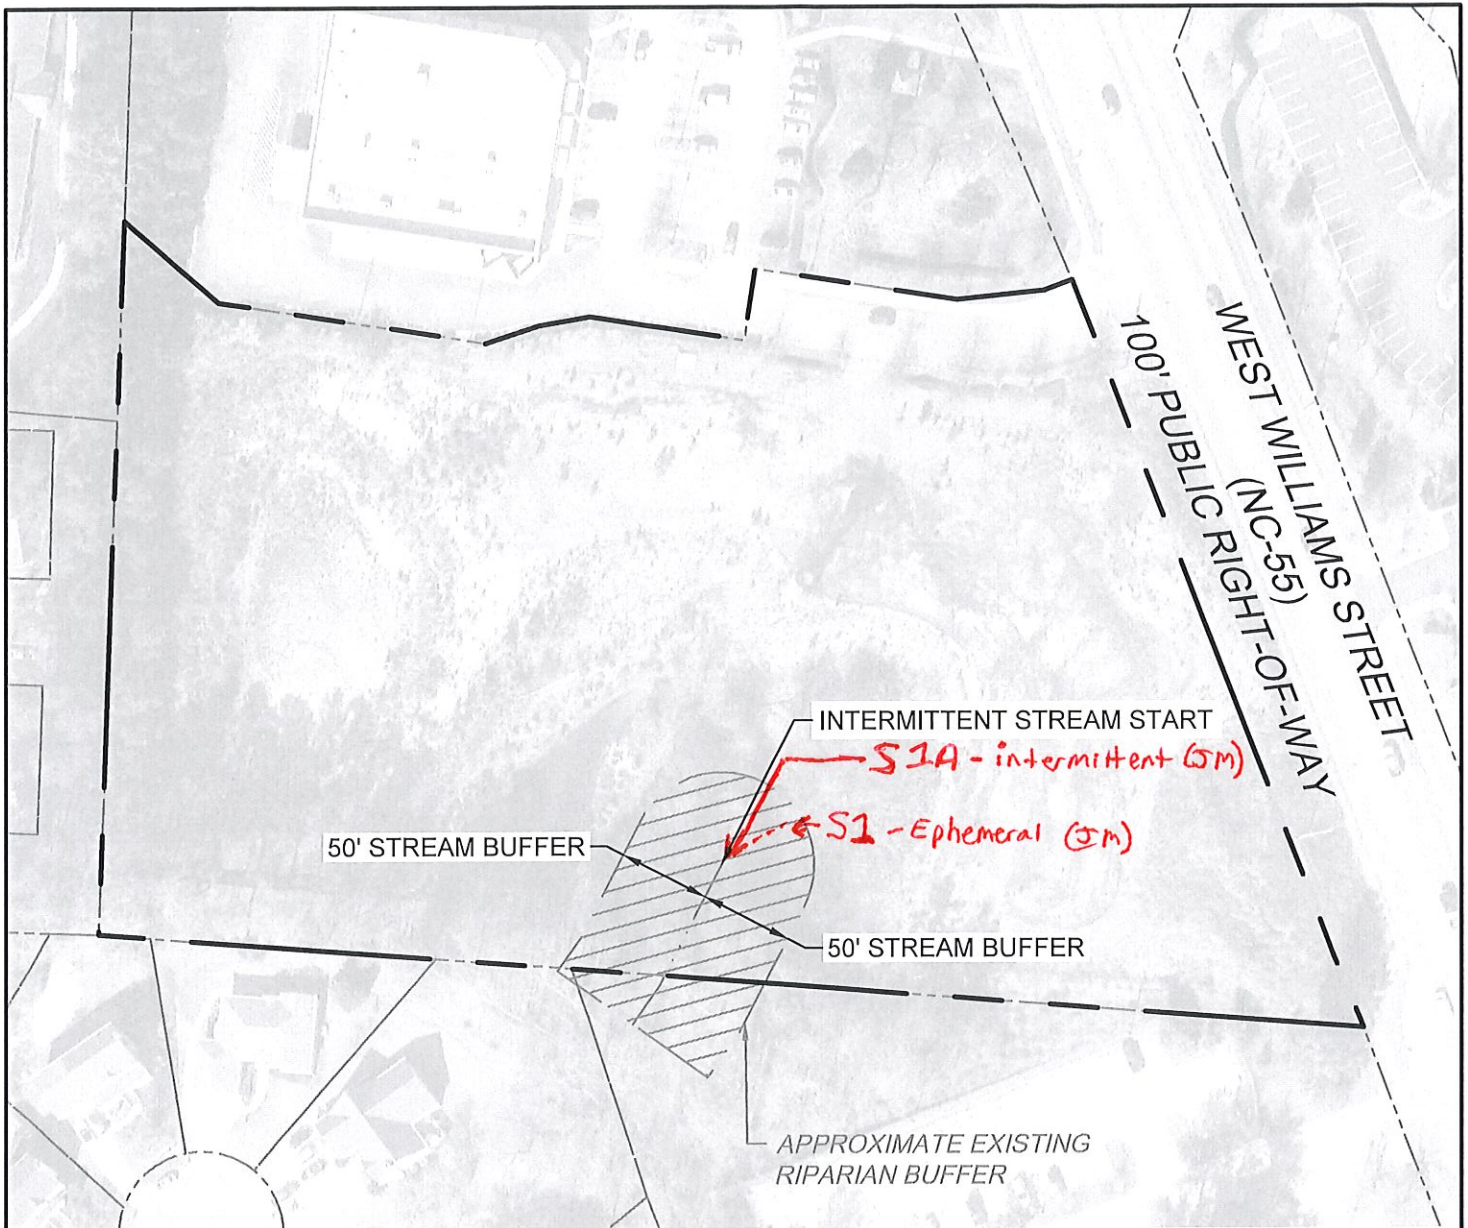 WEST WILLIAMS STREET
(NC-55)
100' PUBLIC RIGHT-OF-WAY
INTERMITTENT STREAM START
S1A - intermittent (JM)
S1 - Ephemeral (JM)
50' STREAM BUFFER
50' STREAM BUFFER
APPROXIMATE EXISTING
RIPARIAN BUFFER